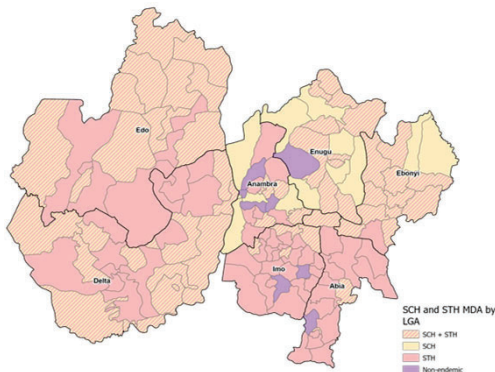 Edo
Enugu
Ebonyi
Anambra
Delta
Imo
Abia
SCH and STH MDA by
LGA
SCH + STH
SCH
STH
Non-endemic